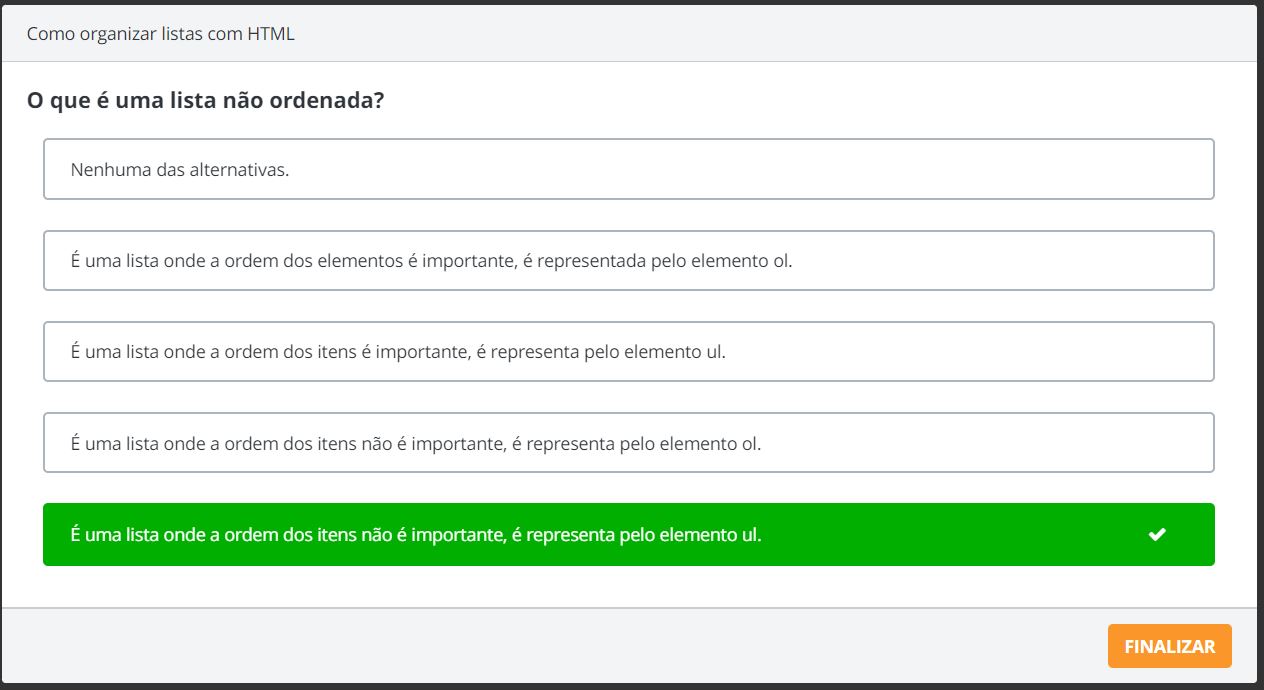 Como organizar listas com HTML
O que é uma lista não ordenada?
Nenhuma das alternativas.
É uma lista onde a ordem dos elementos é importante, é representada pelo elemento ol.
É uma lista onde a ordem dos itens é importante, é representa pelo elemento ul.
É uma lista onde a ordem dos itens não é importante, é representa pelo elemento ol.
É uma lista onde a ordem dos itens não é importante, é representa pelo elemento ul.
FINALIZAR